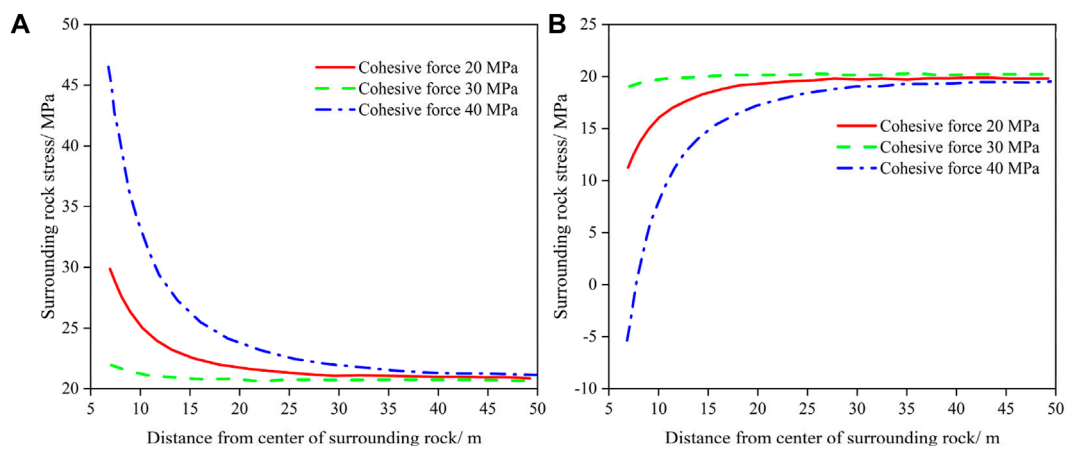 A
50
45
40
35
30
25
20
Surrounding rock stress/ MPa
Cohesive force 20 MPa
Cohesive force 30 MPa
Cohesive force 40 MPa
5 10 15 20 25 30 35 40 45 50
Distance from center of surrounding rock/ m
B
25
20
15
10
5
0
-5
-10
Surrounding rock stress/ MPa
Cohesive force 20 MPa
Cohesive force 30 MPa
Cohesive force 40 MPa
5 10 15 20 25 30 35 40 45 50
Distance from center of surrounding rock/ m